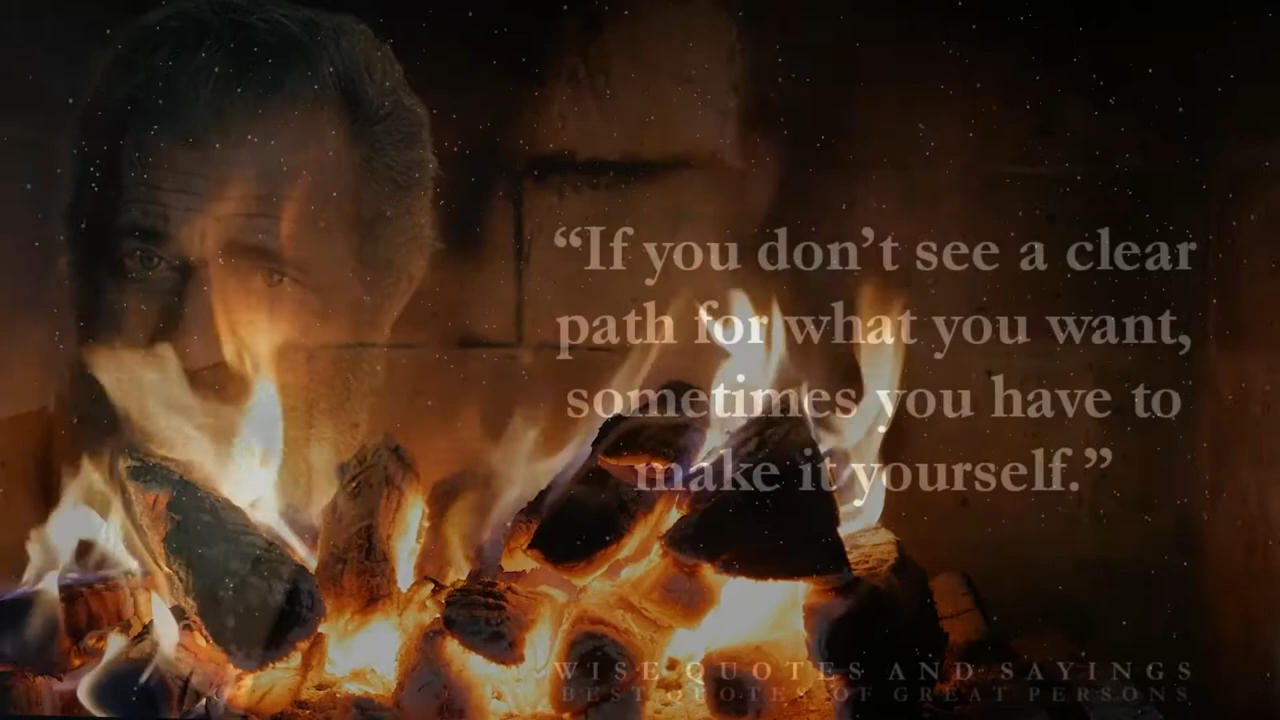 “If you don’t see a clear
path for what you want,
sometimes you have to
make it yourself.”
WISE QUOTES AND SAYINGS
BEST QUOTES OF GREAT PERSONS